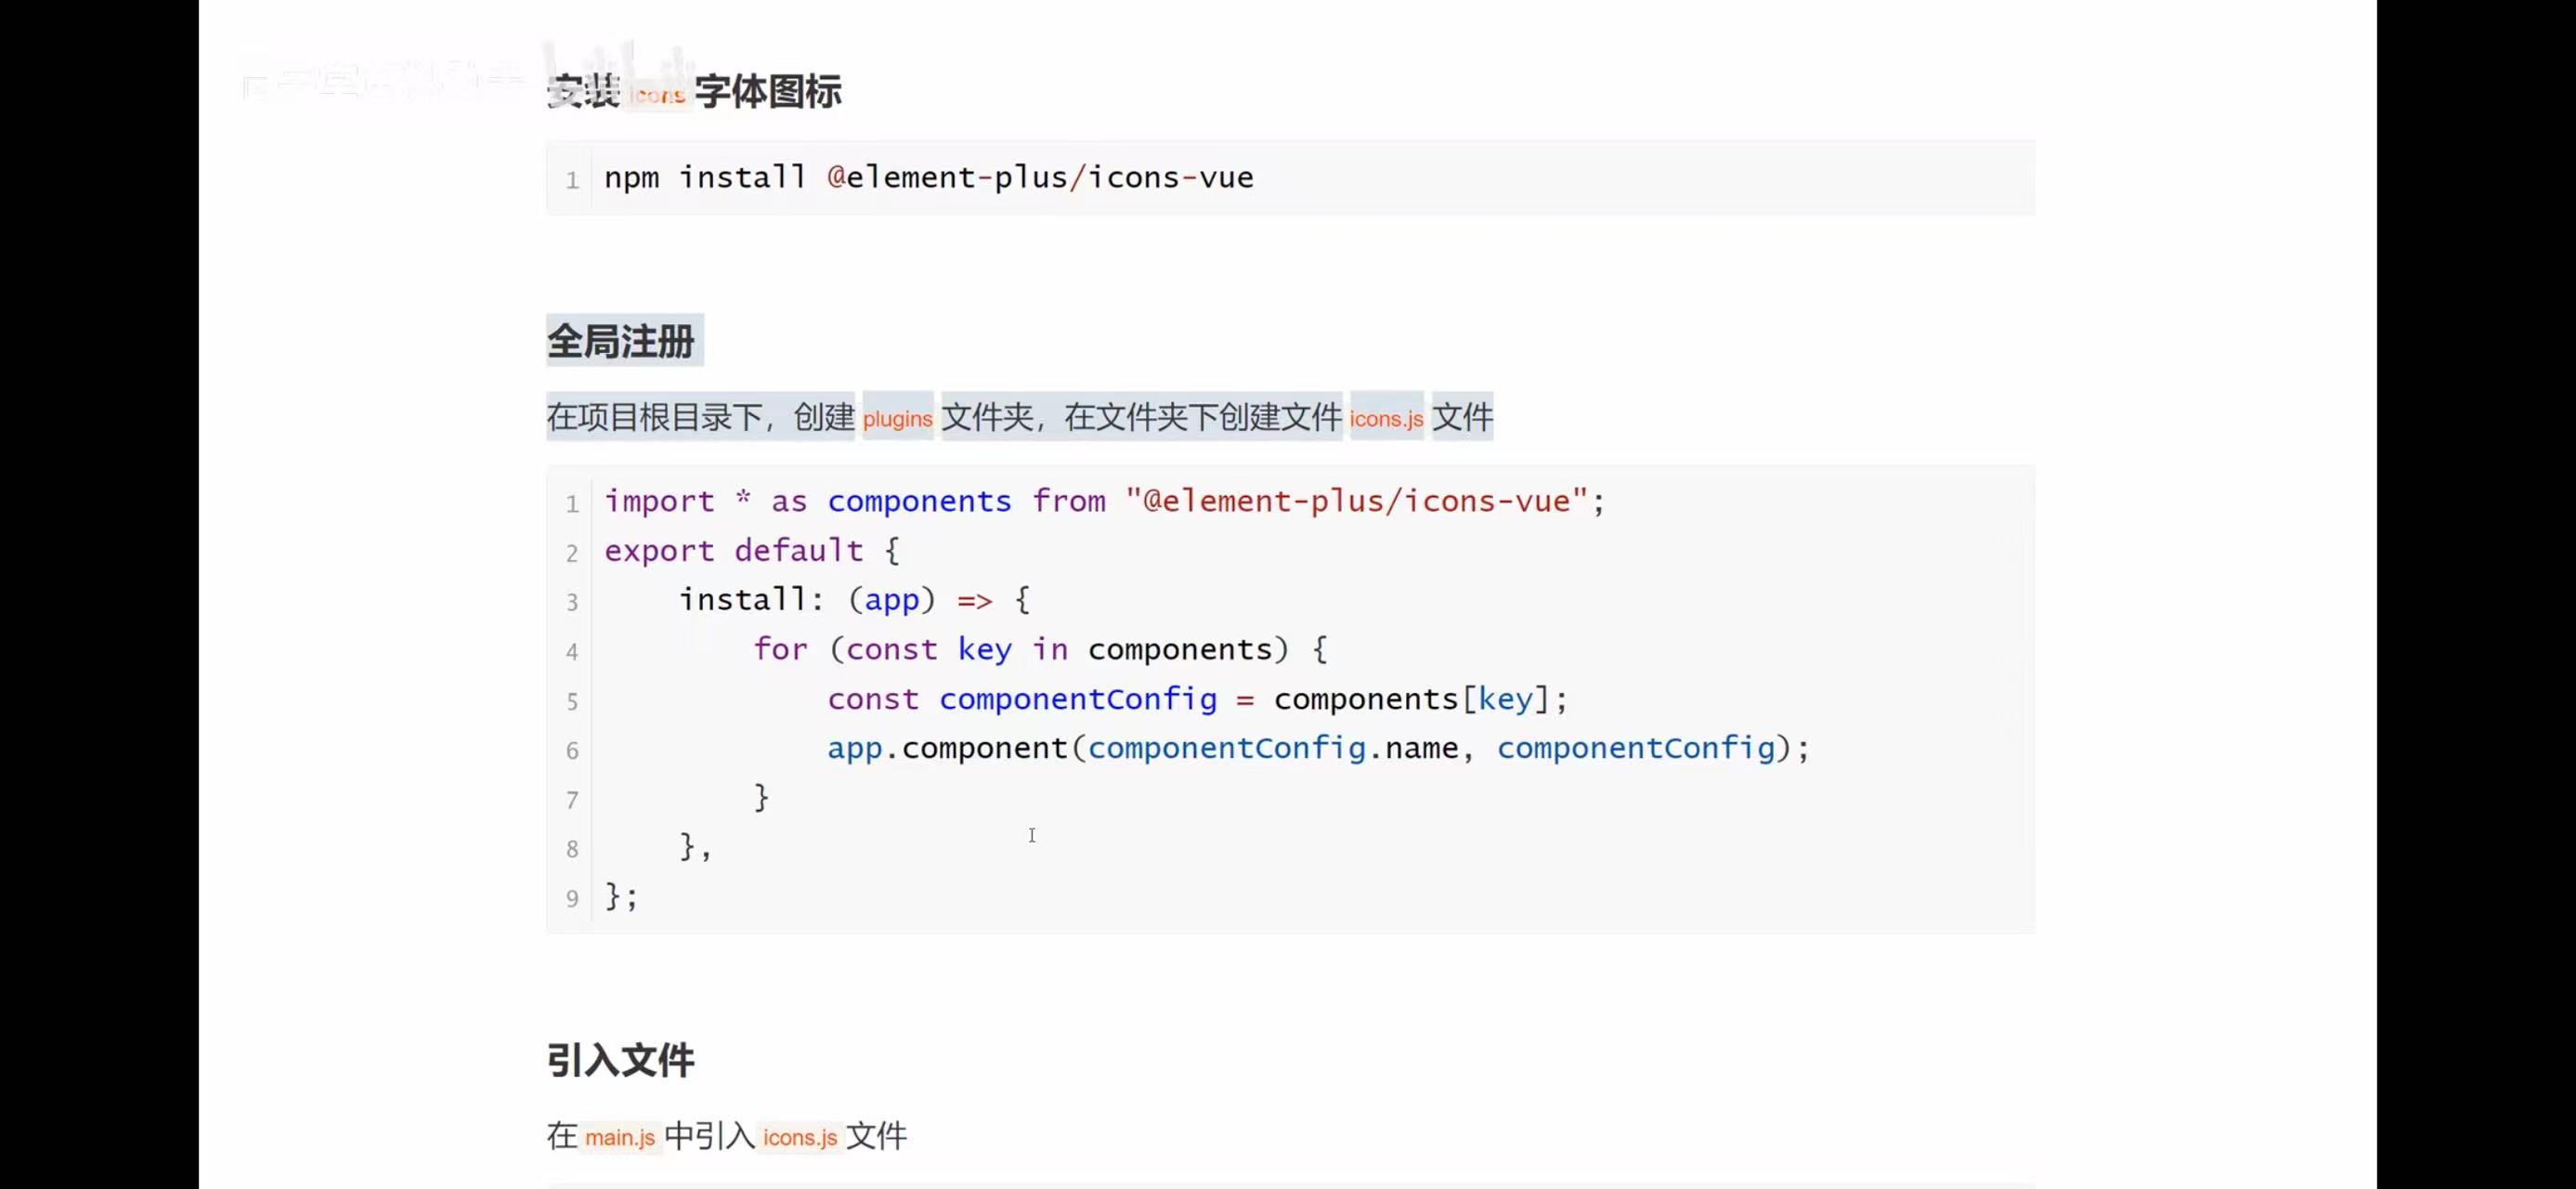 安装 icons 字体图标
1 npm install @element-plus/icons-vue
全局注册
在项目根目录下，创建 plugins 文件夹，在文件夹下创建文件 icons.js 文件
1 import * as components from "@element-plus/icons-vue";
2 export default {
3     install: (app) => {
4         for (const key in components) {
5             const componentConfig = components[key];
6             app.component(componentConfig.name, componentConfig);
7         }
8     },
9 };
引入文件
在 main.js 中引入 icons.js 文件